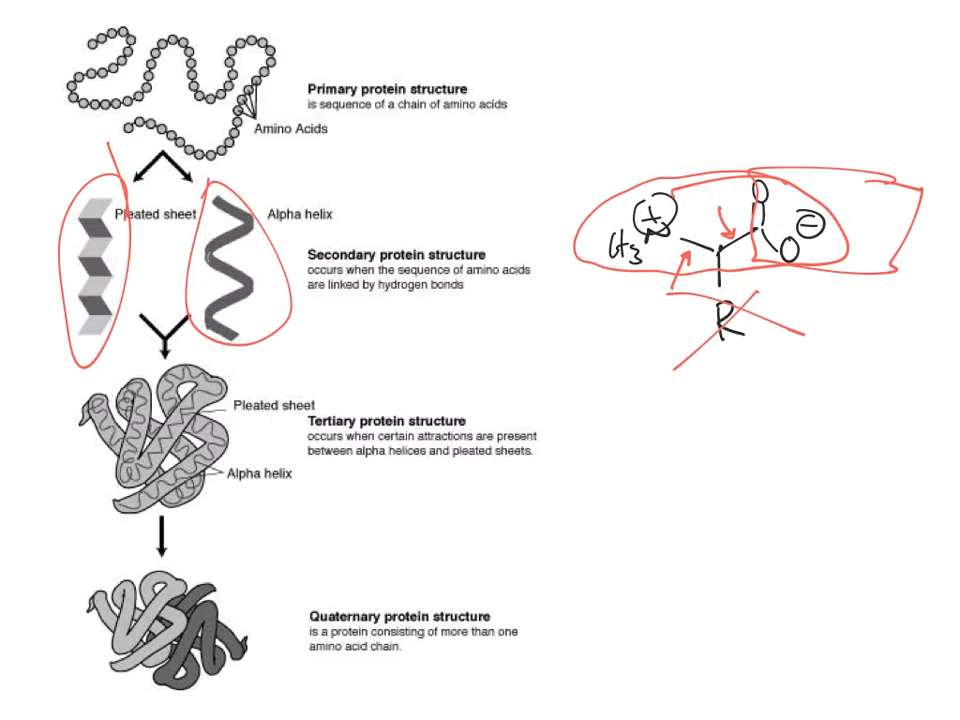 Primary protein structure
is sequence of a chain of amino acids
Amino Acids
Pleated sheet
Alpha helix
Secondary protein structure
occurs when the sequence of amino acids
are linked by hydrogen bonds
Pleated sheet
Tertiary protein structure
occurs when certain attractions are present
between alpha helices and pleated sheets.
Alpha helix
Quaternary protein structure
is a protein consisting of more than one
amino acid chain.
+
O
−
H3N
O
R